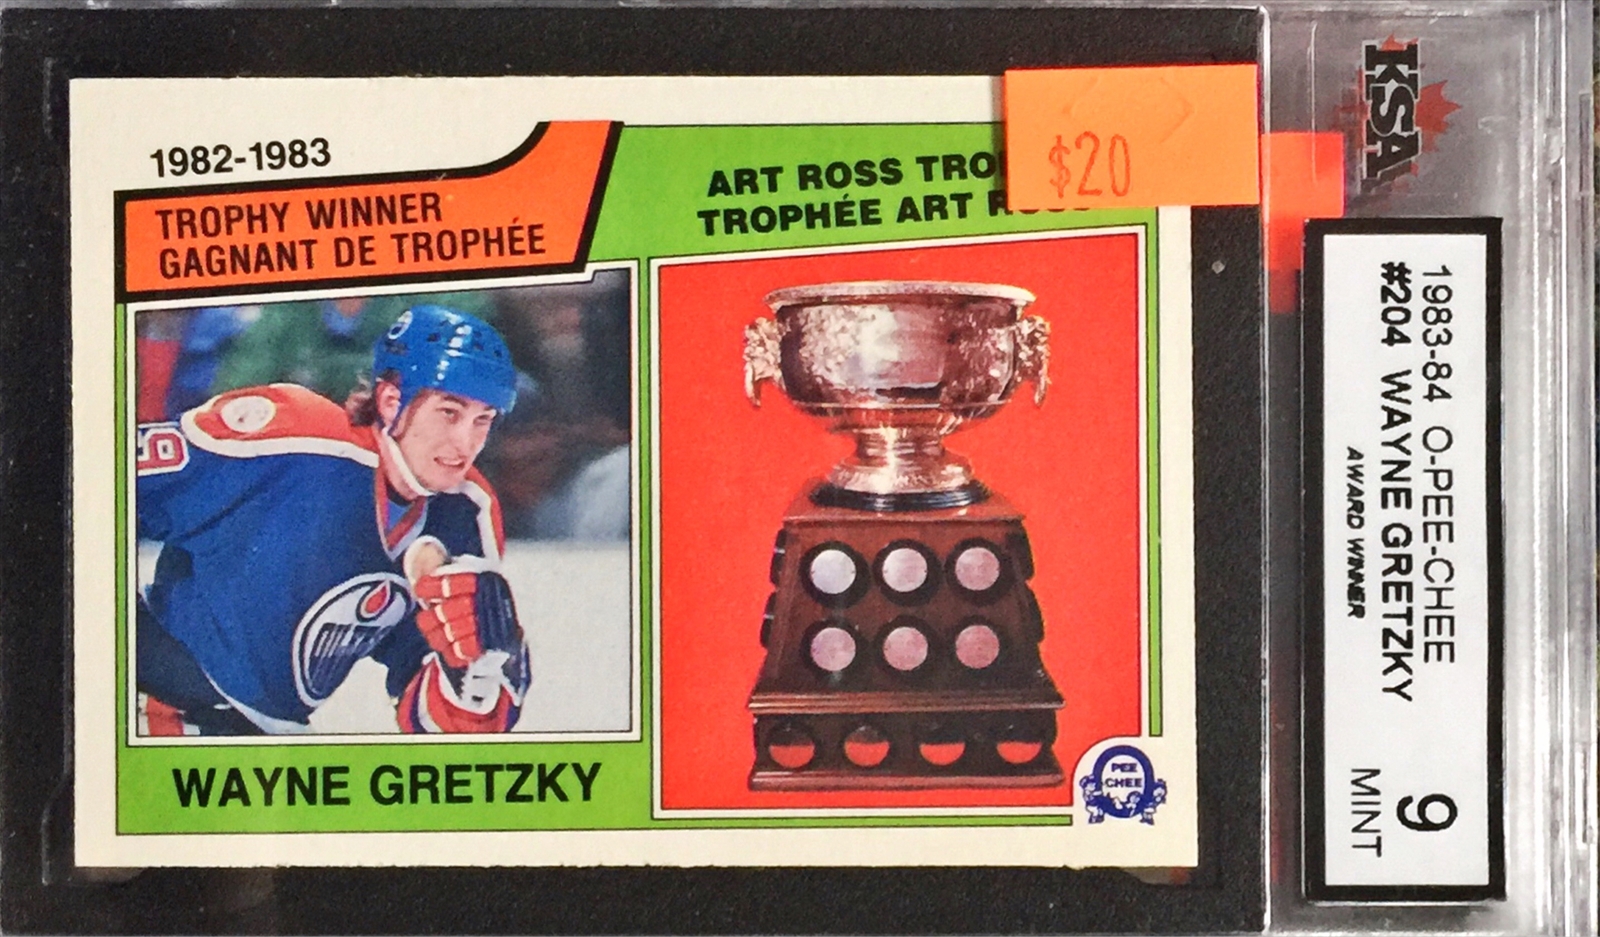 1982-1983
TROPHY WINNER
GAGNANT DE TROPHÉE
ART ROSS TRO
TROPHÉE ART
$20
WAYNE GRETZKY
PEE
CHEE
KSA
1983-84 O-PEE-CHEE
#204 WAYNE GRETZKY
AWARD WINNER
9
MINT